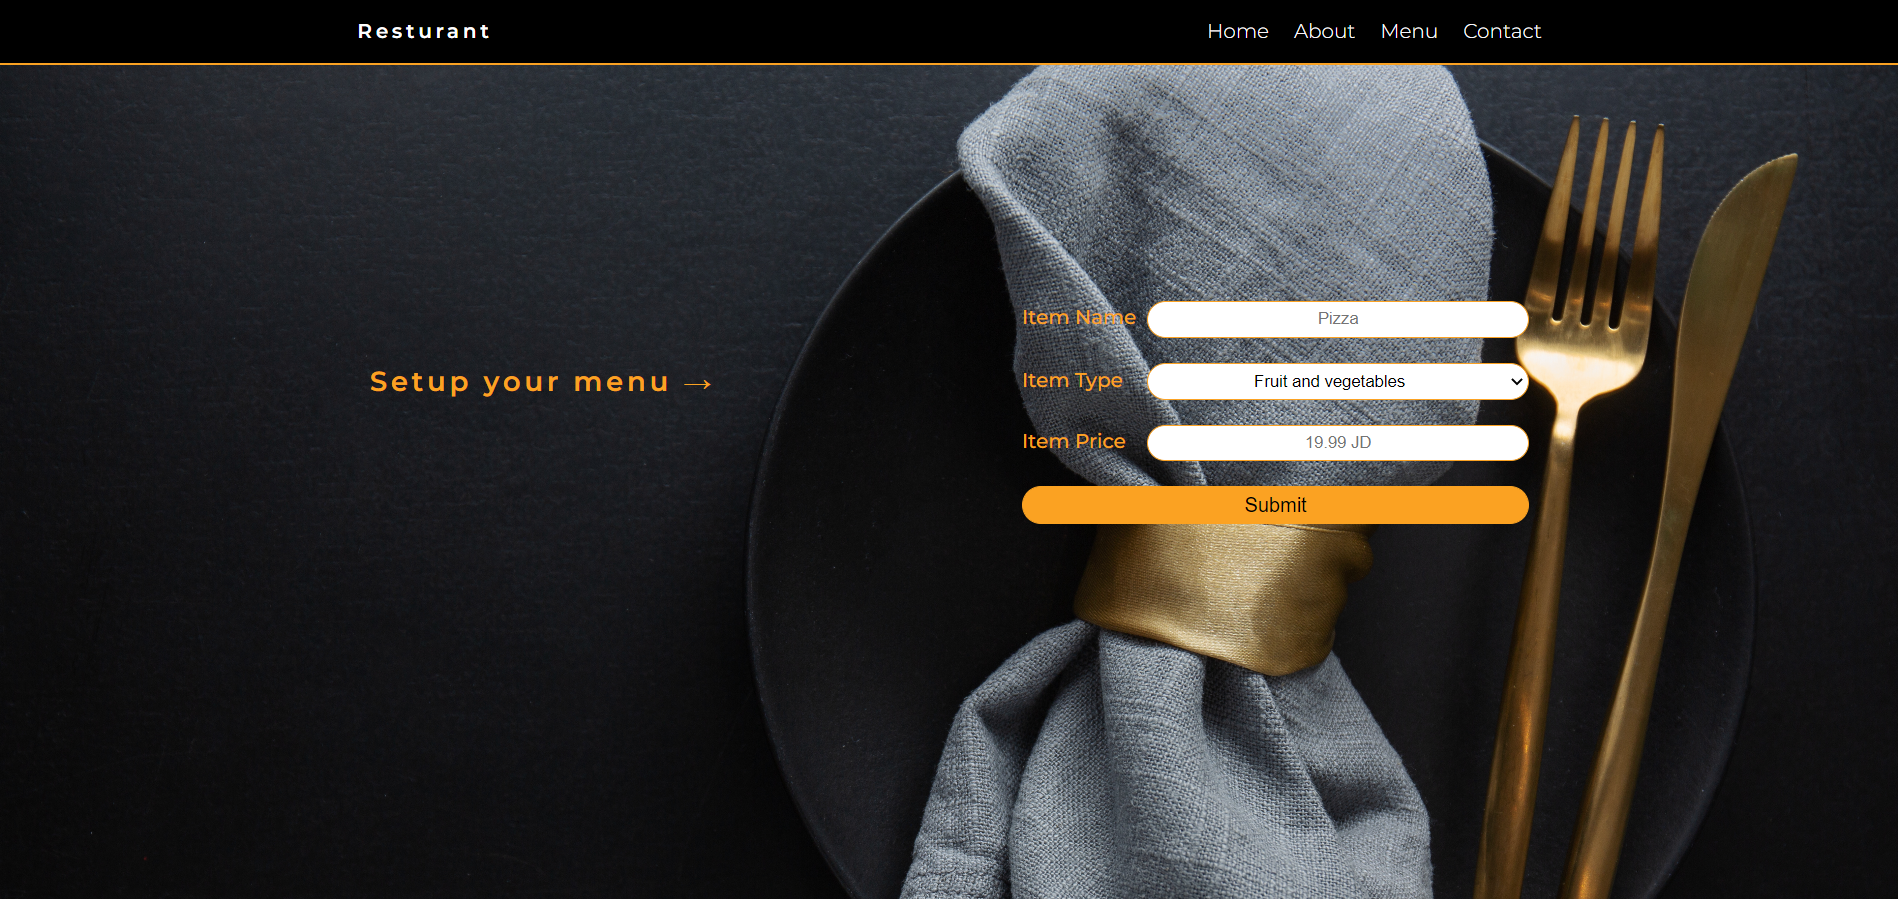 Resturant
Home About Menu Contact
Setup your menu →
Item Name Pizza
Item Type Fruit and vegetables
Item Price 19.99 JD
Submit